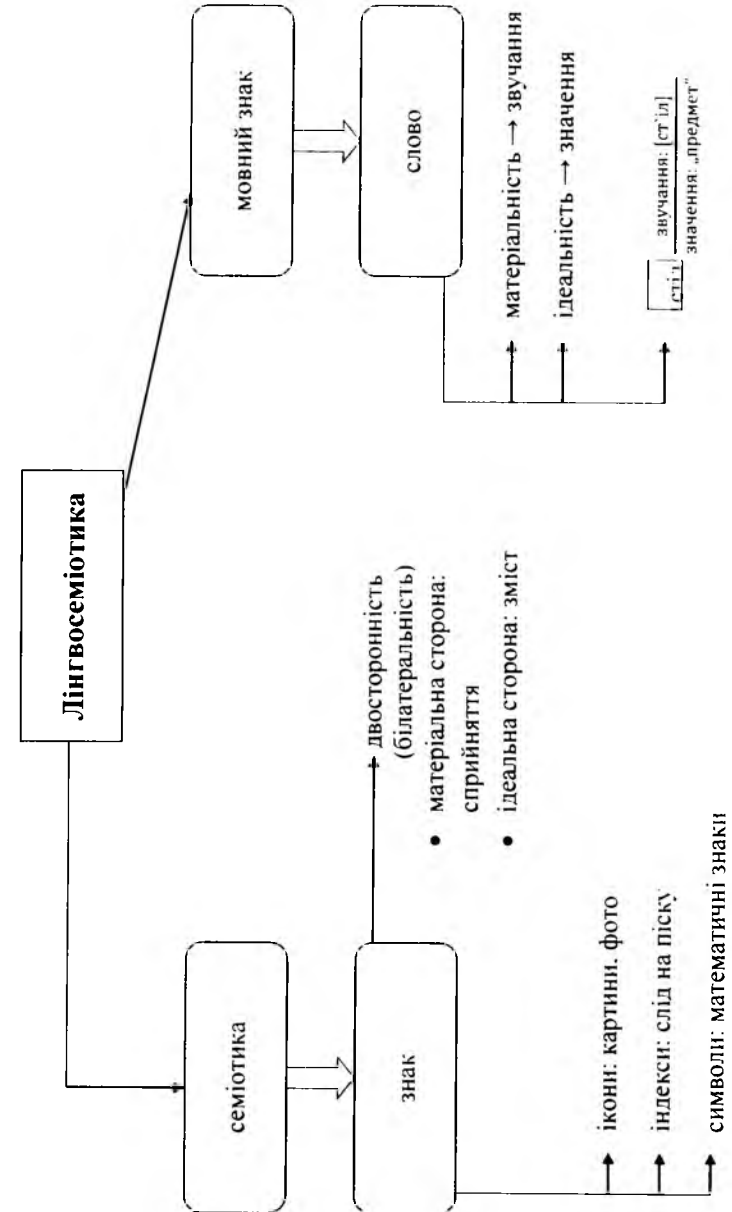 Лінгвосеміотика
семіотика
знак
двосторонність
(білатеральність)
• матеріальна сторона:
сприйняття
• ідеальна сторона: зміст
ікони: картини, фото
індекси: слід на піску
символи: математичні знаки
мовний знак
слово
матеріальність → звучання
ідеальність → значення
стіл
звучання: [ст`іл]
значення: „предмет“